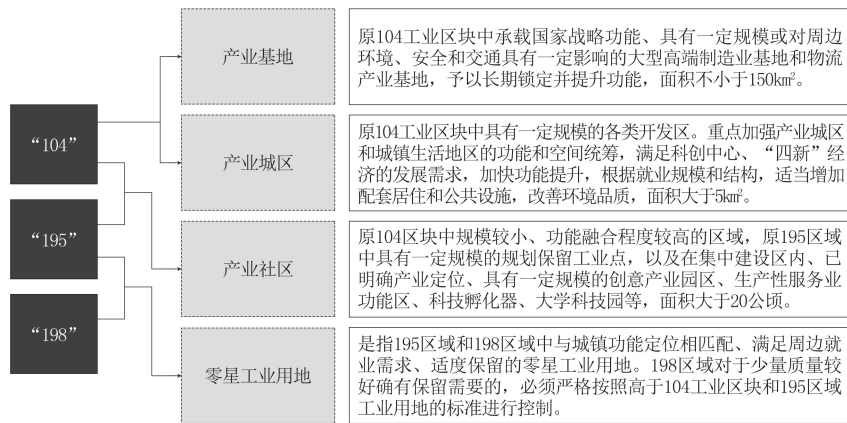 “104”
“195”
“198”
产业基地
原104工业区块中承载国家战略功能、具有一定规模或对周边
环境、安全和交通具有一定影响的大型高端制造业基地和物流
产业基地，予以长期锁定并提升功能，面积不小于150km²。
产业城区
原104工业区块中具有一定规模的各类开发区。重点加强产业城区
和城镇生活地区的功能和空间统筹，满足科创中心、“四新”经
济的发展需求，加快功能提升，根据就业规模和结构，适当增加
配套居住和公共设施，改善环境品质，面积大于5km²。
产业社区
原104区块中规模较小、功能融合程度较高的区域，原195区域
中具有一定规模的规划保留工业点，以及在集中建设区内、已
明确产业定位、具有一定规模的创意产业园区、生产性服务业
功能区、科技孵化器、大学科技园等，面积大于20公顷。
零星工业用地
是指195区域和198区域中与城镇功能定位相匹配、满足周边就
业需求、适度保留的零星工业用地。198区域对于少量质量较
好确有保留需要的，必须严格按照高于104工业区块和195区域
工业用地的标准进行控制。